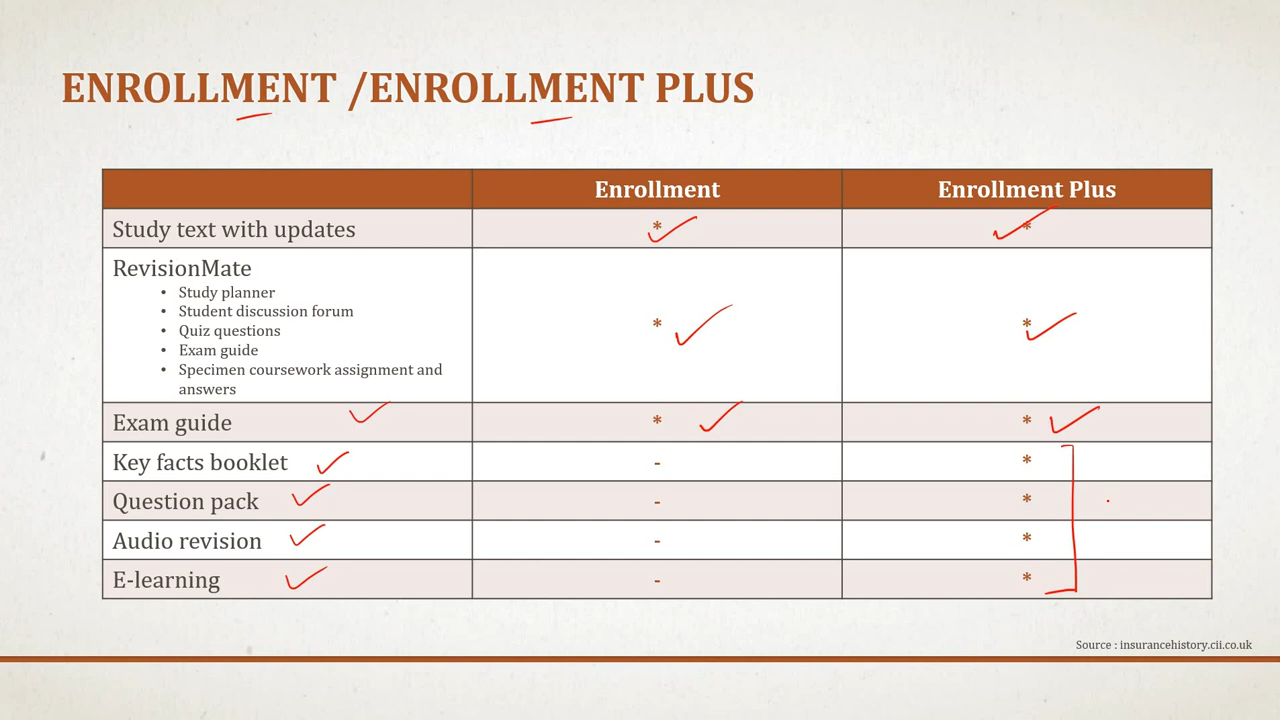 ENROLLMENT /ENROLLMENT PLUS
Enrollment Enrollment Plus
Study text with updates * *
RevisionMate
• Study planner
• Student discussion forum
• Quiz questions * *
• Exam guide
• Specimen coursework assignment and
answers
Exam guide * *
Key facts booklet - *
Question pack - *
Audio revision - *
E-learning - *
Source : insurancehistory.cii.co.uk